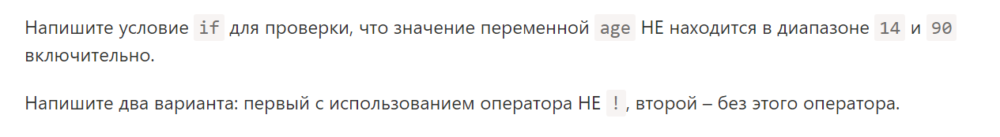 Напишите условие if для проверки, что значение переменной age НЕ находится в диапазоне 14 и 90
включительно.
Напишите два варианта: первый с использованием оператора НЕ !, второй – без этого оператора.